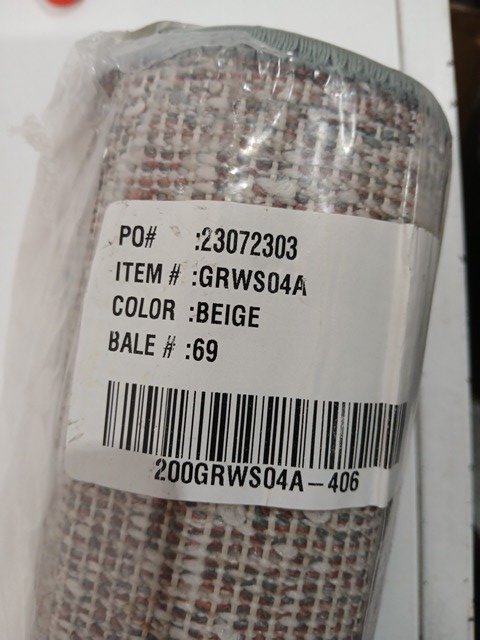 PO# :23072303
ITEM # :GRWS04A
COLOR :BEIGE
BALE # :69
200GRWS04A-406